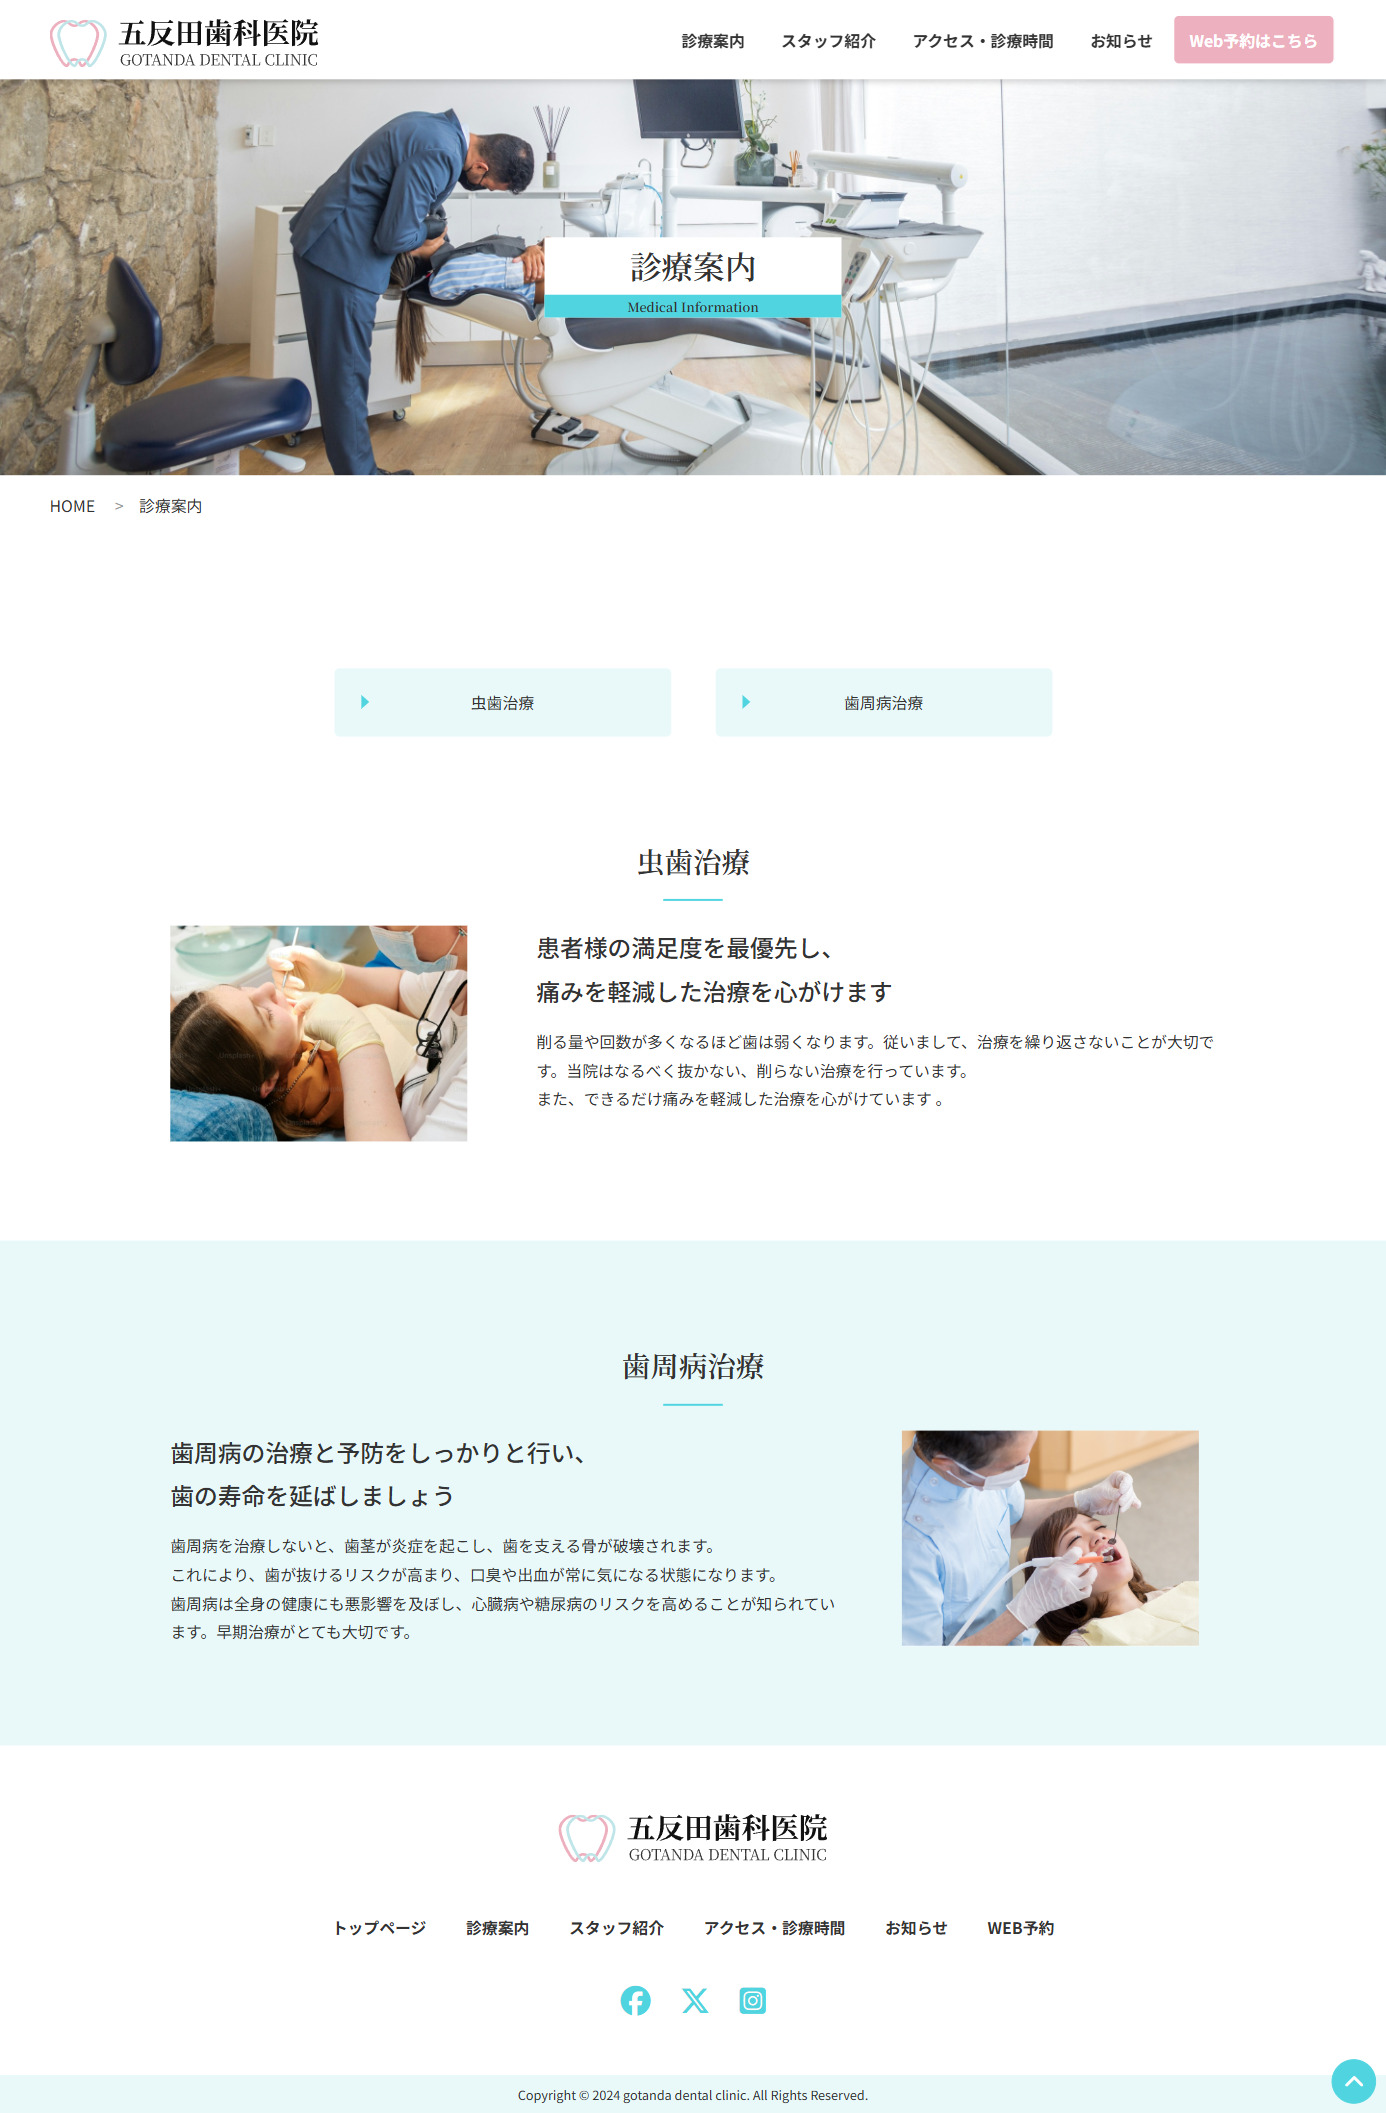 五反田歯科医院
GOTANDA DENTAL CLINIC
診療案内 スタッフ紹介 アクセス・診療時間 お知らせ Web予約はこちら
診療案内
Medical Information
HOME > 診療案内
虫歯治療 歯周病治療
虫歯治療
患者様の満足度を最優先し、
痛みを軽減した治療を心がけます
削る量や回数が多くなるほど歯は弱くなります。従いまして、治療を繰り返さないことが大切で
す。当院はなるべく抜かない、削らない治療を行っています。
また、できるだけ痛みを軽減した治療を心がけています 。
歯周病治療
歯周病の治療と予防をしっかりと行い、
歯の寿命を延ばしましょう
歯周病を治療しないと、歯茎が炎症を起こし、歯を支える骨が破壊されます。
これにより、歯が抜けるリスクが高まり、口臭や出血が常に気になる状態になります。
歯周病は全身の健康にも悪影響を及ぼし、心臓病や糖尿病のリスクを高めることが知られてい
ます。早期治療がとても大切です。
五反田歯科医院
GOTANDA DENTAL CLINIC
トップページ 診療案内 スタッフ紹介 アクセス・診療時間 お知らせ WEB予約
Copyright © 2024 gotanda dental clinic. All Rights Reserved.